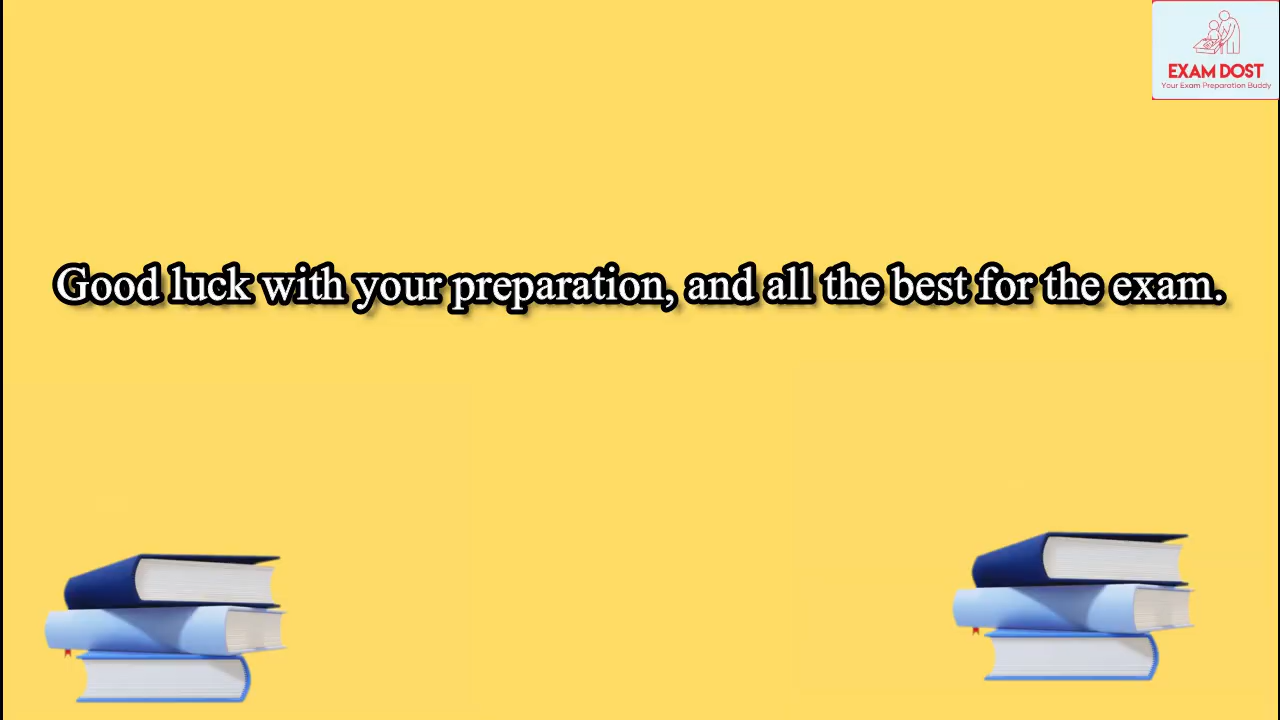 EXAM DOST
Your Exam Preparation Buddy
Good luck with your preparation, and all the best for the exam.